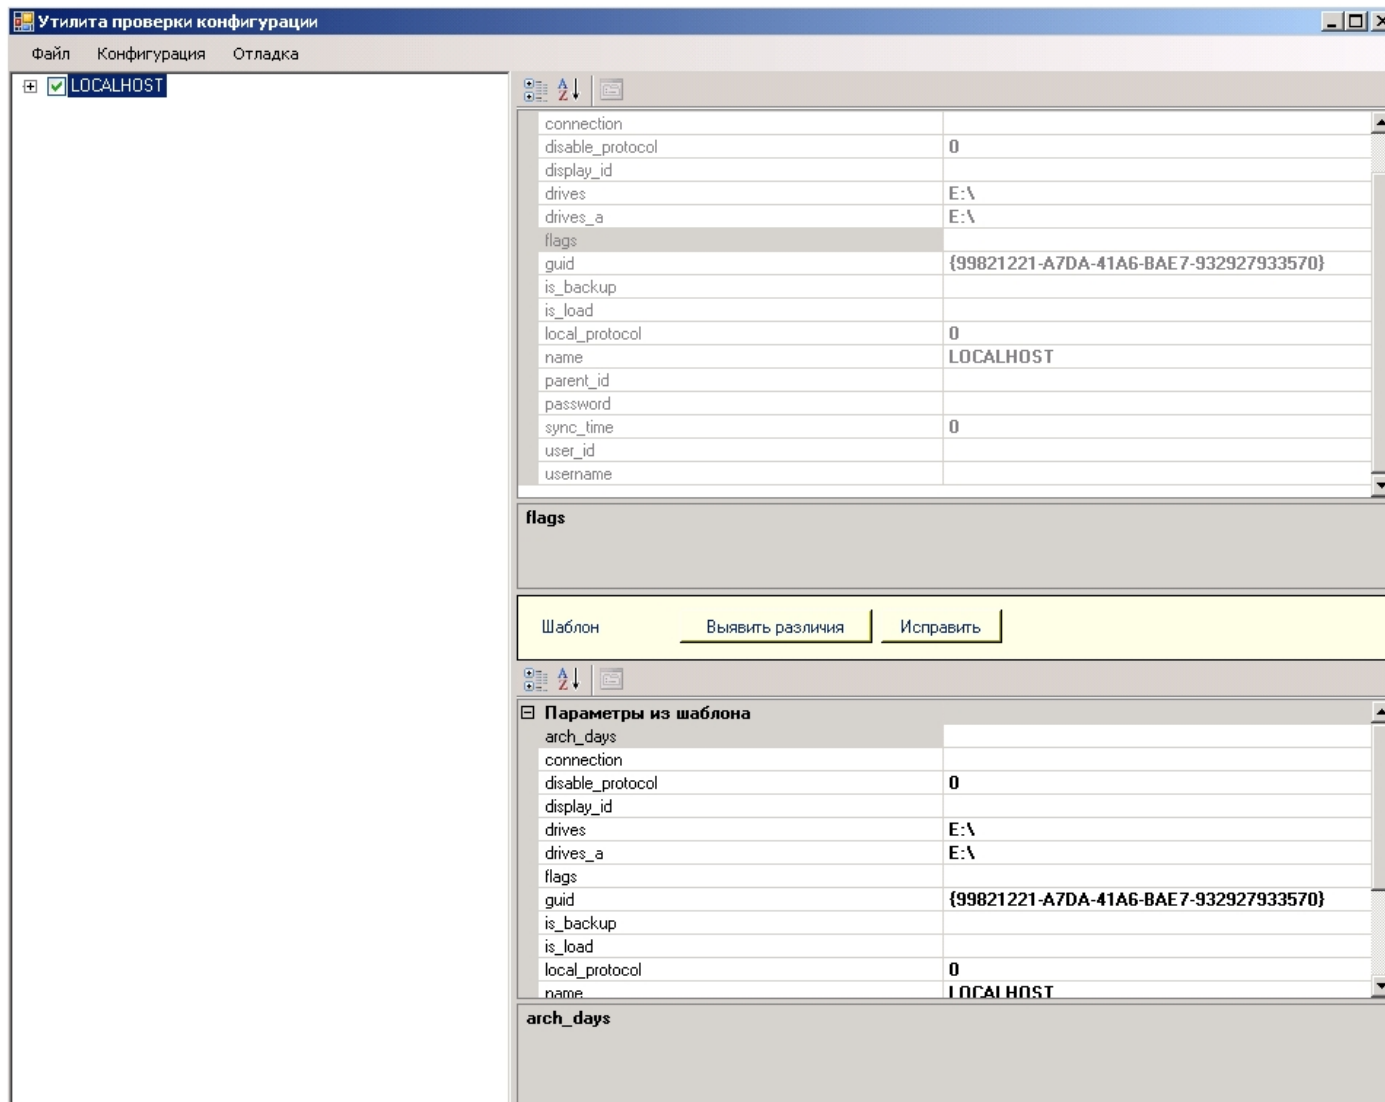 Утилита проверки конфигурации
Файл Конфигурация Отладка
LOCALHOST
connection
disable_protocol 0
display_id
drives E:\
drives_a E:\
flags
guid {99821221-A7DA-41A6-BAE7-932927933570}
is_backup
is_load
local_protocol 0
name LOCALHOST
parent_id
password
sync_time 0
user_id
username
flags
Шаблон Выявить различия Исправить
Параметры из шаблона
arch_days
connection
disable_protocol 0
display_id
drives E:\
drives_a E:\
flags
guid {99821221-A7DA-41A6-BAE7-932927933570}
is_backup
is_load
local_protocol 0
name LOCALHOST
arch_days